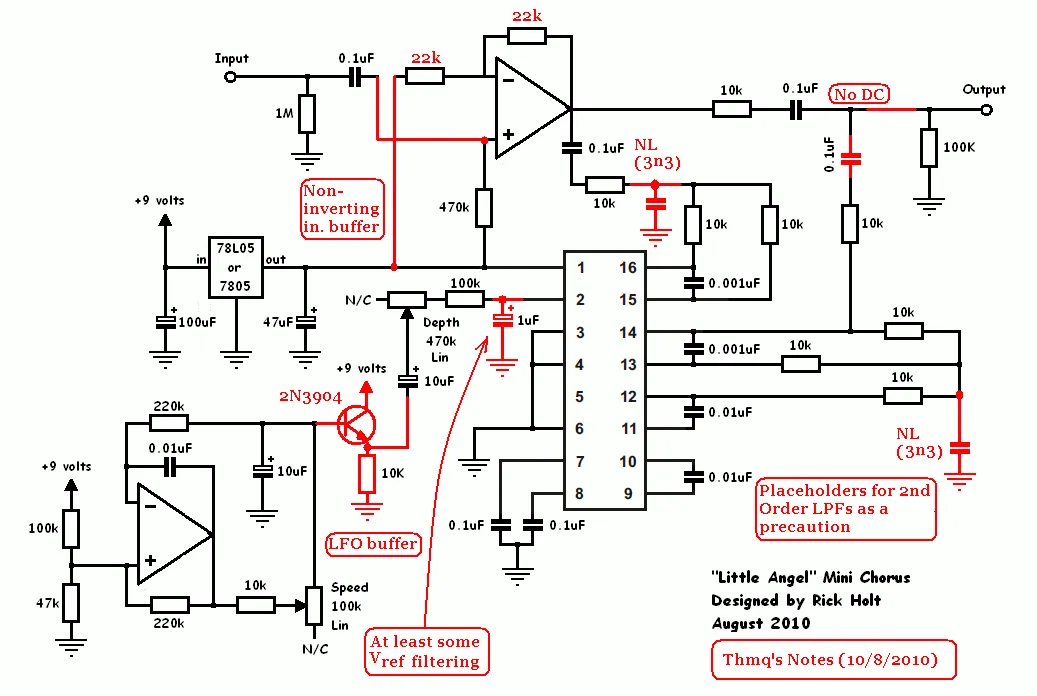 22k
Input
0.1uF
22k
1M
−
+
10k
0.1uF
No DC
Output
0.1uF
100K
0.1uF
NL
(3n3)
10k
10k
10k
10k
Non-
inverting
in. buffer
470k
+9 volts
in
78L05
or
7805
out
100uF
+
47uF
+
N/C
100k
Depth
470k
Lin
1uF
+
1
2
3
4
5
6
7
8
16
15
14
13
12
11
10
9
0.001uF
0.001uF
10k
10k
10k
0.01uF
0.01uF
NL
(3n3)
+9 volts
2N3904
10uF
+
10K
LFO buffer
220k
0.01uF
10uF
+
+9 volts
100k
47k
−
+
220k
10k
Speed
100k
Lin
N/C
0.1uF
0.1uF
At least some
Vref filtering
Placeholders for 2nd
Order LPFs as a
precaution
"Little Angel" Mini Chorus
Designed by Rick Holt
August 2010
Thmq's Notes (10/8/2010)